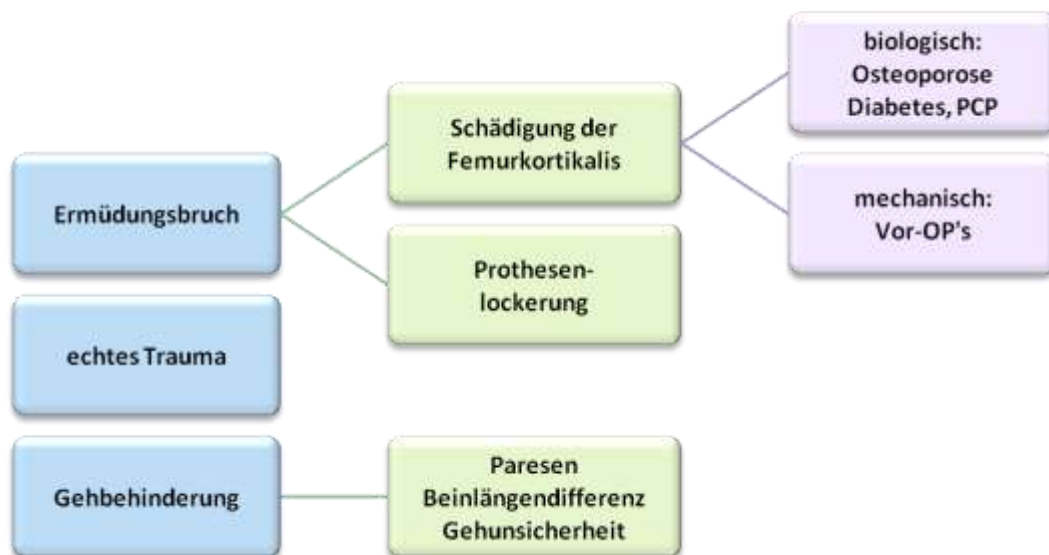 Ermüdungsbruch
Schädigung der
Femurkortikalis
biologisch:
Osteoporose
Diabetes, PCP
mechanisch:
Vor-OP's
Prothesen-
lockerung
echtes Trauma
Gehbehinderung
Paresen
Beinlängendifferenz
Gehunsicherheit